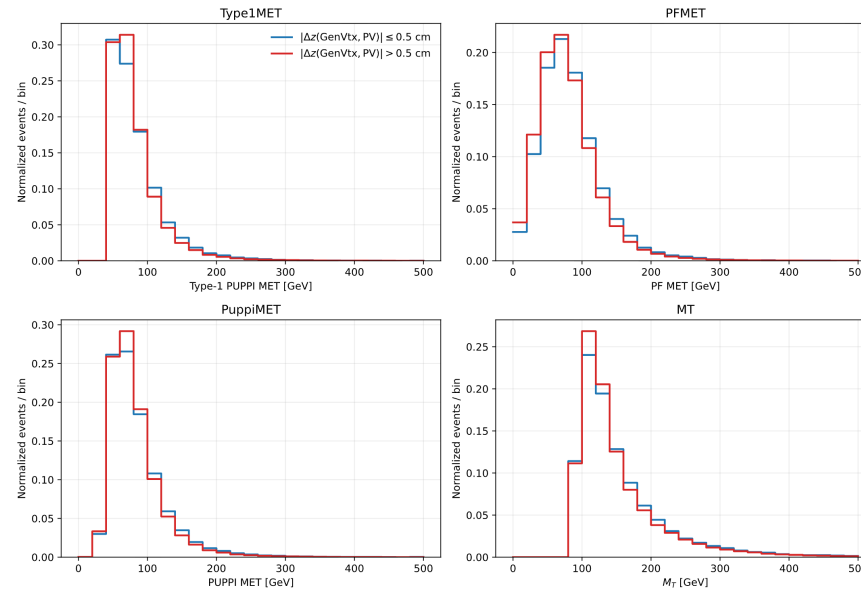 Type1MET
Normalized events / bin
0.30
0.25
0.20
0.15
0.10
0.05
0.00
|Δz(GenVtx, PV)| ≤ 0.5 cm
|Δz(GenVtx, PV)| > 0.5 cm
0 100 200 300 400 500
Type-1 PUPPI MET [GeV]
PFMET
Normalized events / bin
0.20
0.15
0.10
0.05
0.00
0 100 200 300 400 500
PF MET [GeV]
PuppiMET
Normalized events / bin
0.30
0.25
0.20
0.15
0.10
0.05
0.00
0 100 200 300 400 500
PUPPI MET [GeV]
MT
Normalized events / bin
0.25
0.20
0.15
0.10
0.05
0.00
0 100 200 300 400 500
M_T [GeV]